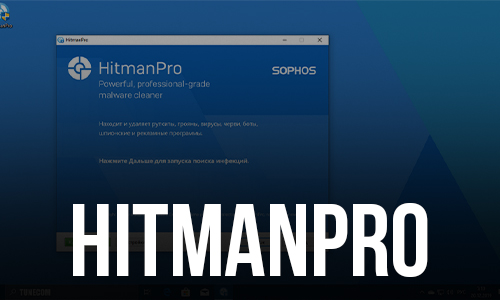 HitmanPro
HitmanPro
SOPHOS
Powerful, professional-grade
malware cleaner
Находит и удаляет руткиты, трояны, вирусы, черви, боты,
шпионские и рекламные программы.
Нажмите Дальше для запуска поиска инфекций.
HITMANPRO